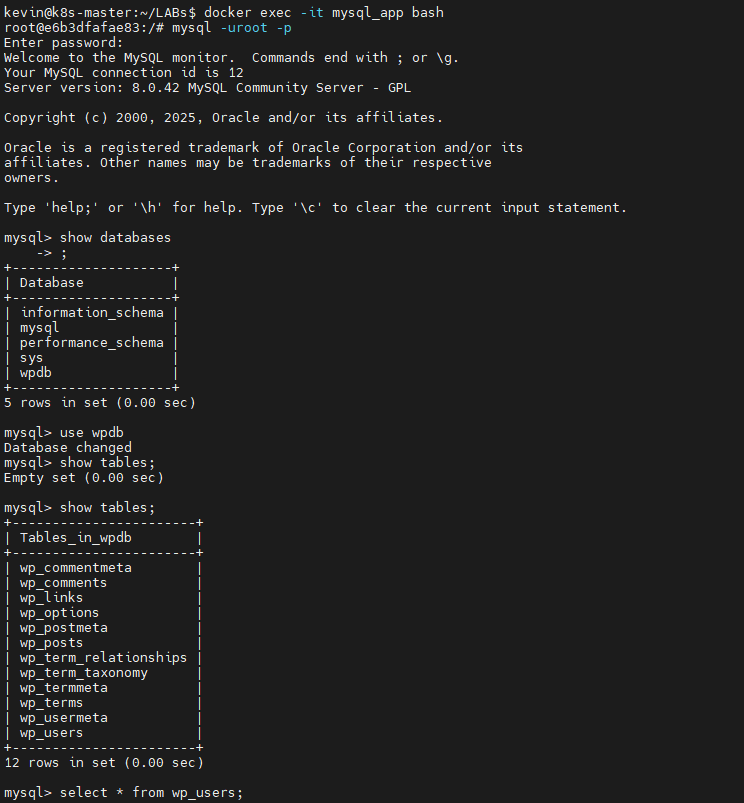 kevin@k8s-master:~/LABs$ docker exec -it mysql_app bash
root@e6b3dfafae83:/# mysql -uroot -p
Enter password:
Welcome to the MySQL monitor.  Commands end with ; or \g.
Your MySQL connection id is 12
Server version: 8.0.42 MySQL Community Server - GPL

Copyright (c) 2000, 2025, Oracle and/or its affiliates.

Oracle is a registered trademark of Oracle Corporation and/or its
affiliates. Other names may be trademarks of their respective
owners.

Type 'help;' or '\h' for help. Type '\c' to clear the current input statement.

mysql> show databases
    -> ;
+--------------------+
| Database           |
+--------------------+
| information_schema |
| mysql              |
| performance_schema |
| sys                |
| wpdb               |
+--------------------+
5 rows in set (0.00 sec)

mysql> use wpdb
Database changed
mysql> show tables;
Empty set (0.00 sec)

mysql> show tables;
+-----------------------+
| Tables_in_wpdb        |
+-----------------------+
| wp_commentmeta        |
| wp_comments           |
| wp_links              |
| wp_options            |
| wp_postmeta           |
| wp_posts              |
| wp_term_relationships |
| wp_term_taxonomy      |
| wp_termmeta           |
| wp_terms              |
| wp_usermeta           |
| wp_users              |
+-----------------------+
12 rows in set (0.00 sec)

mysql> select * from wp_users;